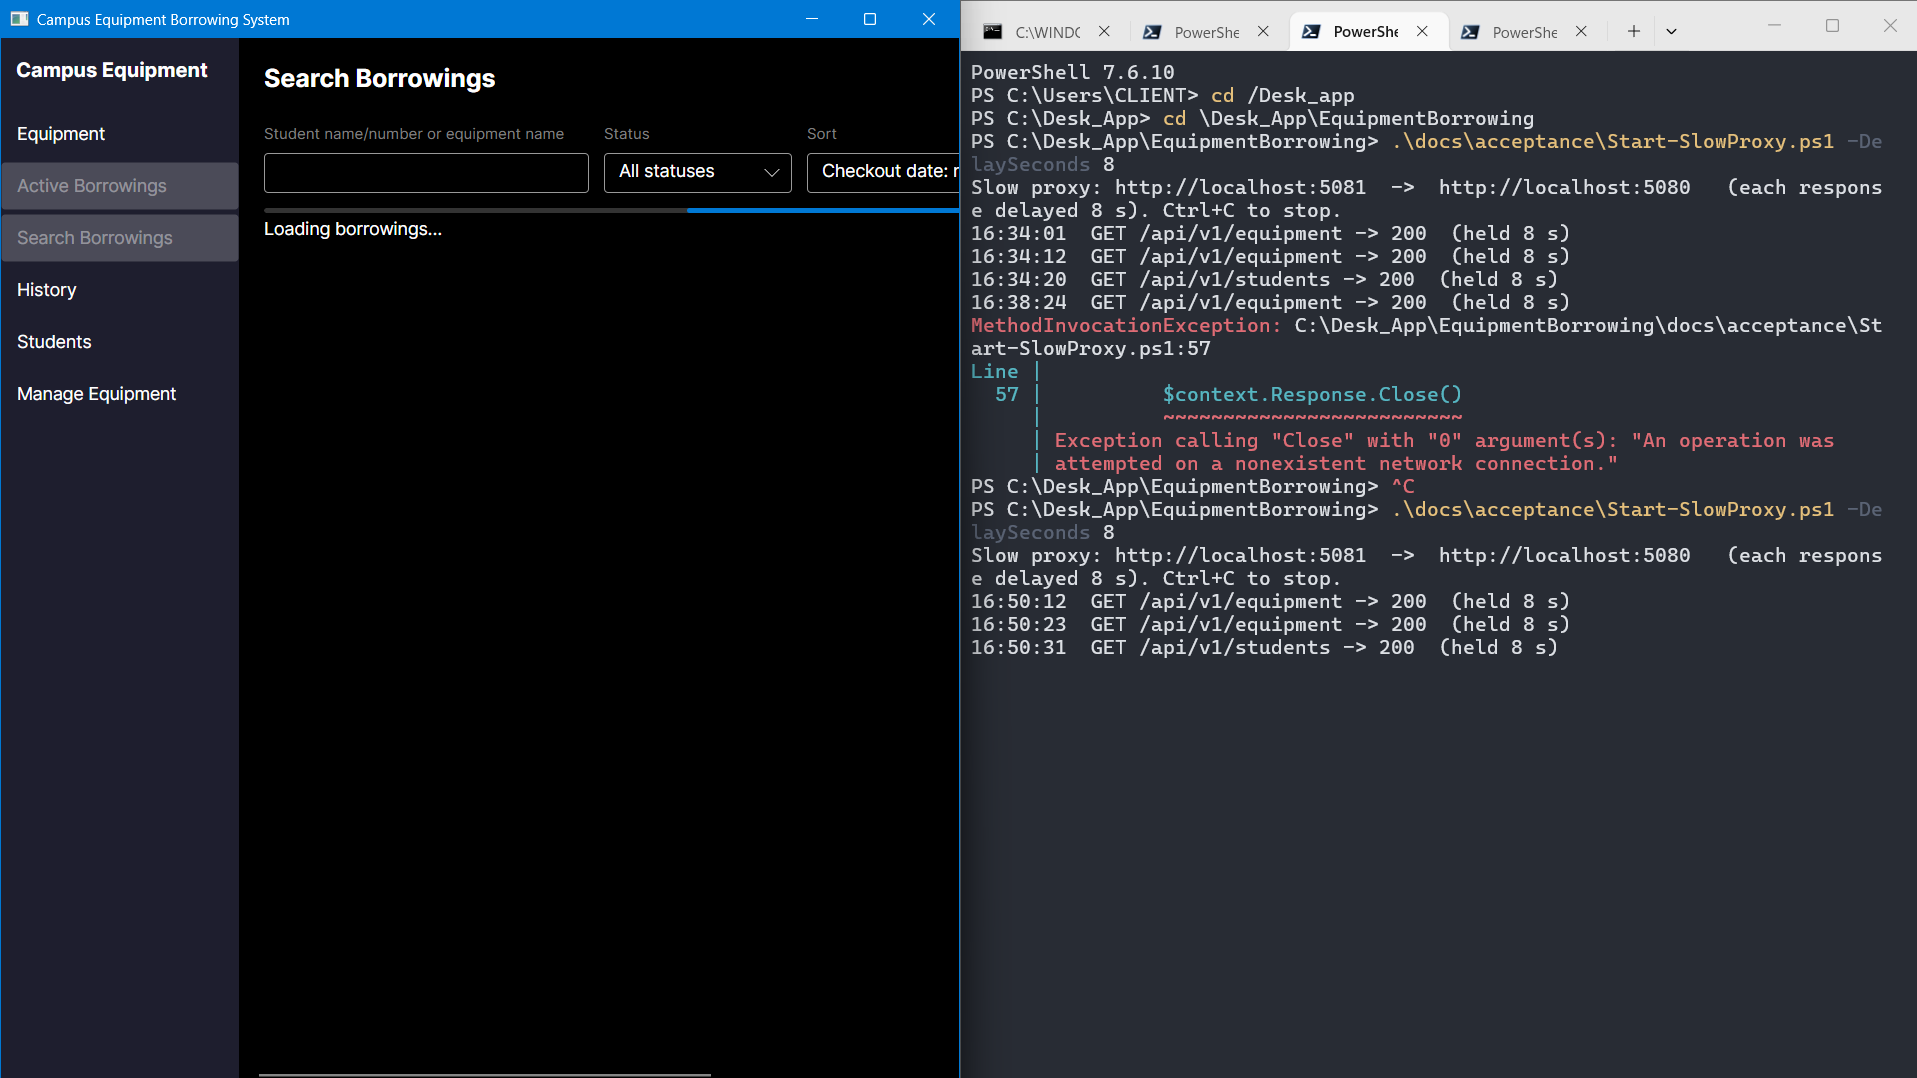 Campus Equipment Borrowing System
Campus Equipment
Equipment
Active Borrowings
Search Borrowings
History
Students
Manage Equipment
Search Borrowings
Student name/number or equipment name
Status
Sort
All statuses
Checkout date:
Loading borrowings...
C:\WIND
PowerShe
PowerShe
PowerShe
PowerShell 7.6.10
PS C:\Users\CLIENT> cd /Desk_app
PS C:\Desk_App> cd \Desk_App\EquipmentBorrowing
PS C:\Desk_App\EquipmentBorrowing> .\docs\acceptance\Start-SlowProxy.ps1 -De
laySeconds 8
Slow proxy: http://localhost:5081 -> http://localhost:5080 (each respons
e delayed 8 s). Ctrl+C to stop.
16:34:01 GET /api/v1/equipment -> 200 (held 8 s)
16:34:12 GET /api/v1/equipment -> 200 (held 8 s)
16:34:20 GET /api/v1/students -> 200 (held 8 s)
16:38:24 GET /api/v1/equipment -> 200 (held 8 s)
MethodInvocationException: C:\Desk_App\EquipmentBorrowing\docs\acceptance\St
art-SlowProxy.ps1:57
Line |
57 | $context.Response.Close()
| ~~~~~~~~~~~~~~~~~~~~~~~~~
| Exception calling "Close" with "0" argument(s): "An operation was
| attempted on a nonexistent network connection."
PS C:\Desk_App\EquipmentBorrowing> ^C
PS C:\Desk_App\EquipmentBorrowing> .\docs\acceptance\Start-SlowProxy.ps1 -De
laySeconds 8
Slow proxy: http://localhost:5081 -> http://localhost:5080 (each respons
e delayed 8 s). Ctrl+C to stop.
16:50:12 GET /api/v1/equipment -> 200 (held 8 s)
16:50:23 GET /api/v1/equipment -> 200 (held 8 s)
16:50:31 GET /api/v1/students -> 200 (held 8 s)